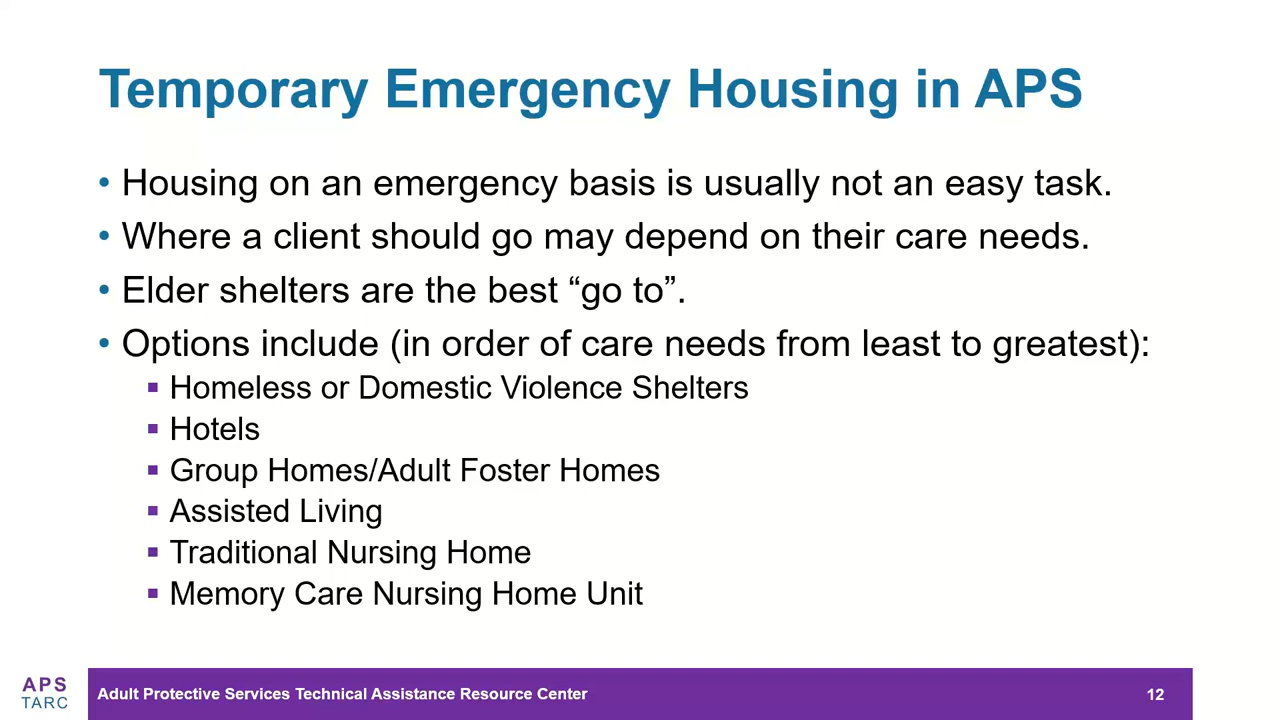 Temporary Emergency Housing in APS
• Housing on an emergency basis is usually not an easy task.
• Where a client should go may depend on their care needs.
• Elder shelters are the best “go to”.
• Options include (in order of care needs from least to greatest):
▪ Homeless or Domestic Violence Shelters
▪ Hotels
▪ Group Homes/Adult Foster Homes
▪ Assisted Living
▪ Traditional Nursing Home
▪ Memory Care Nursing Home Unit
APS
TARC
Adult Protective Services Technical Assistance Resource Center
12